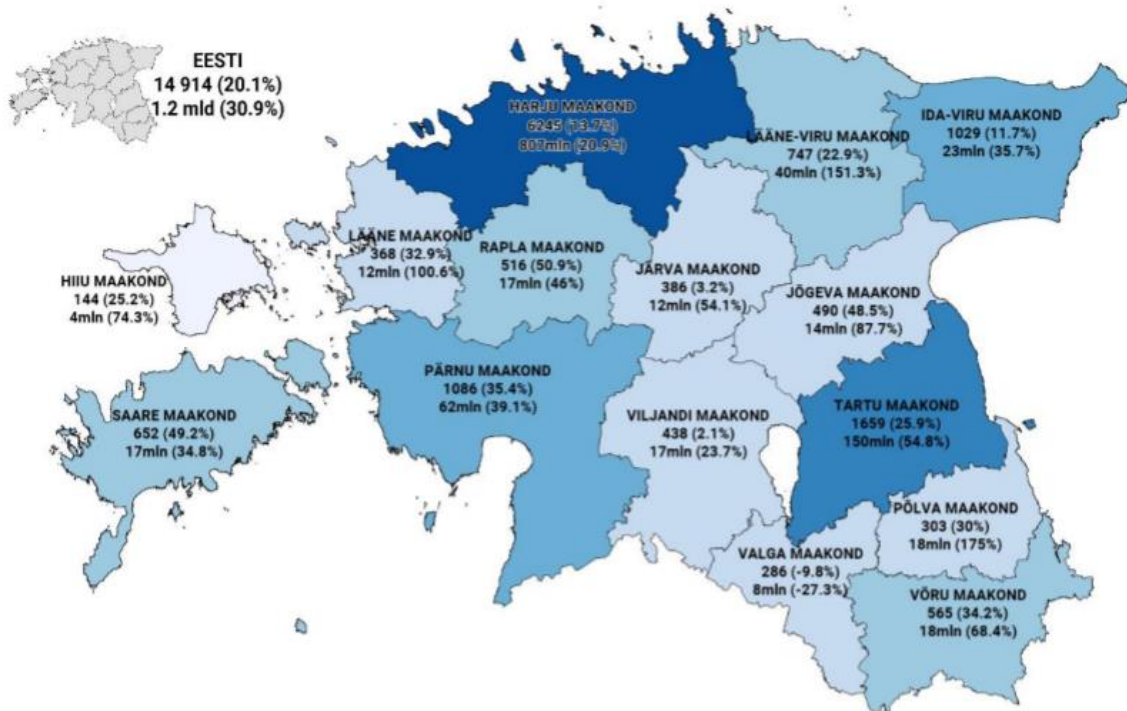 EESTI
14 914 (20.1%)
1.2 mld (30.9%)
HARJU MAAKOND
6245 (13.7%)
807mln (20.9%)
LÄÄNE-VIRU MAAKOND
747 (22.9%)
40mln (151.3%)
IDA-VIRU MAAKOND
1029 (11.7%)
23mln (35.7%)
LÄÄNE MAAKOND
368 (32.9%)
12mln (100.6%)
RAPLA MAAKOND
516 (50.9%)
17mln (46%)
JÄRVA MAAKOND
386 (3.2%)
12mln (54.1%)
JÕGEVA MAAKOND
490 (48.5%)
14mln (87.7%)
HIIU MAAKOND
144 (25.2%)
4mln (74.3%)
SAARE MAAKOND
652 (49.2%)
17mln (34.8%)
PÄRNU MAAKOND
1086 (35.4%)
62mln (39.1%)
VILJANDI MAAKOND
438 (2.1%)
17mln (23.7%)
TARTU MAAKOND
1659 (25.9%)
150mln (54.8%)
PÕLVA MAAKOND
303 (30%)
18mln (175%)
VALGA MAAKOND
286 (-9.8%)
8mln (-27.3%)
VÕRU MAAKOND
565 (34.2%)
18mln (68.4%)